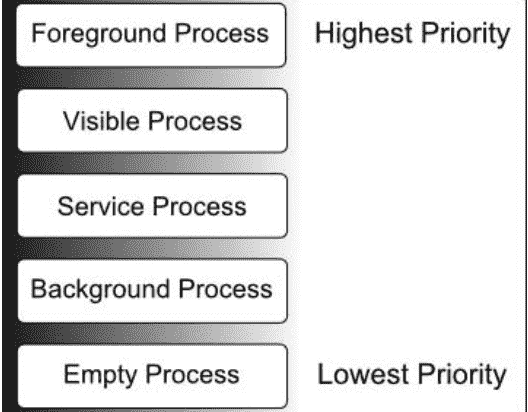 Foreground Process Highest Priority
Visible Process
Service Process
Background Process
Empty Process Lowest Priority